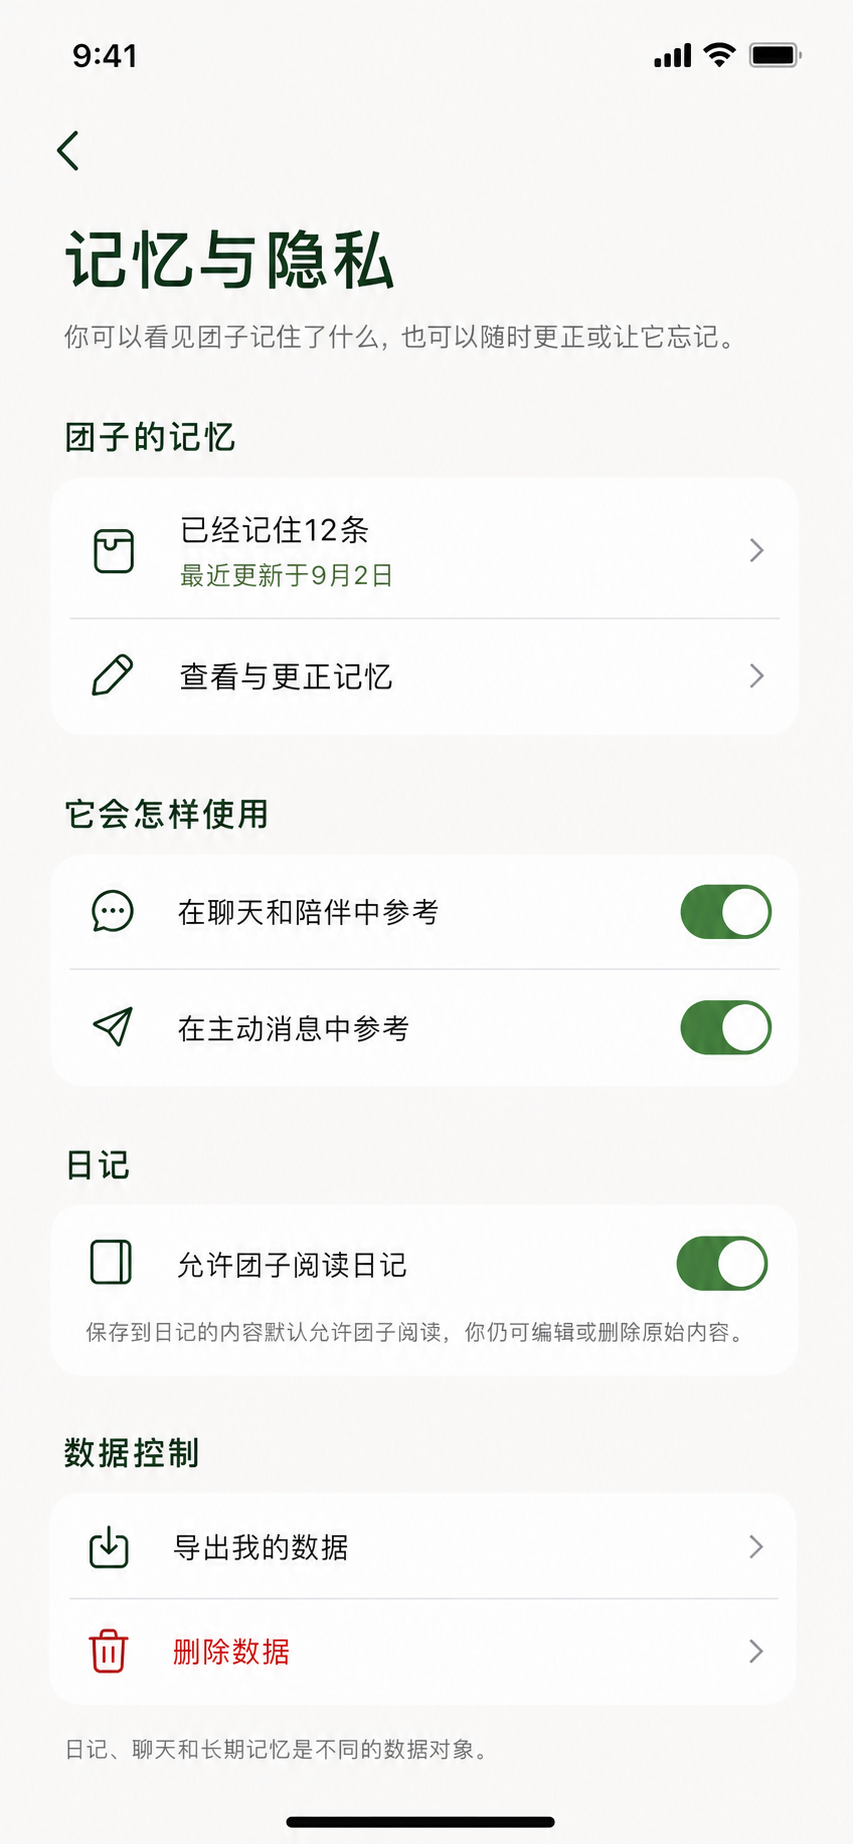 9:41
记忆与隐私
你可以看见团子记住了什么，也可以随时更正或让它忘记。
团子的记忆
已经记住12条
最近更新于9月2日
查看与更正记忆
它会怎样使用
在聊天和陪伴中参考
在主动消息中参考
日记
允许团子阅读日记
保存到日记的内容默认允许团子阅读，你仍可编辑或删除原始内容。
数据控制
导出我的数据
删除数据
日记、聊天和长期记忆是不同的数据对象。